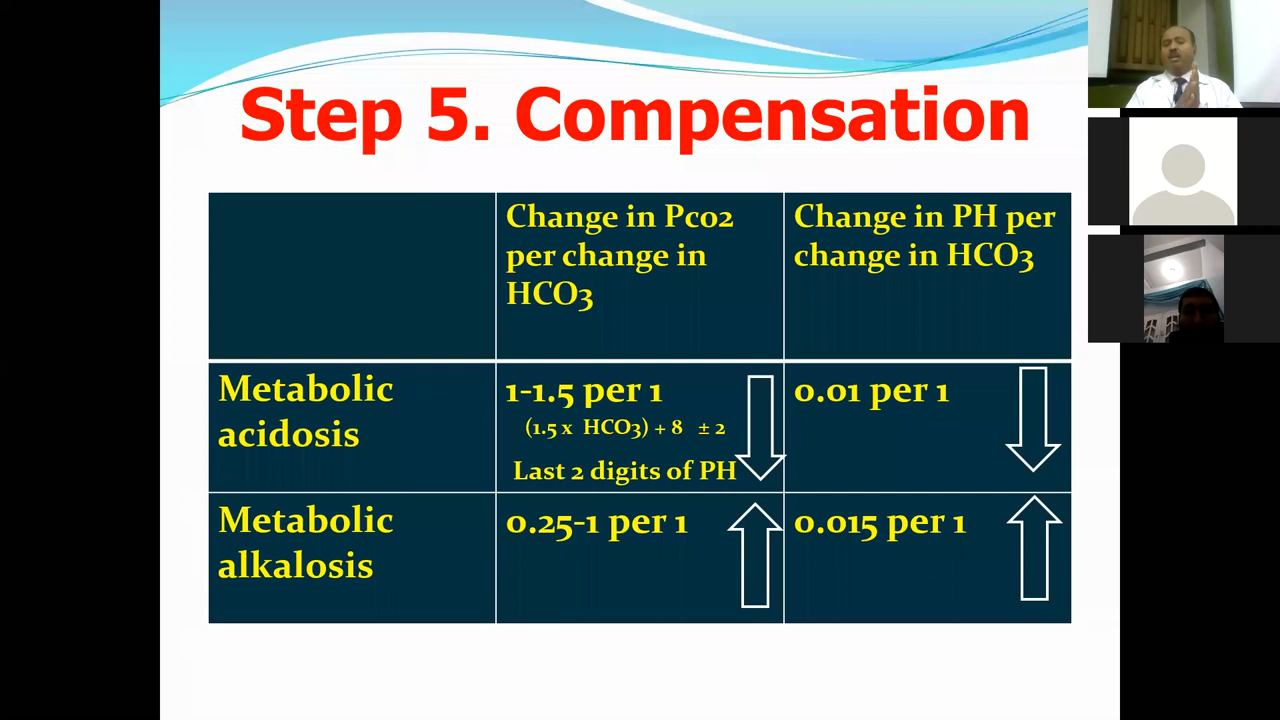 Step 5. Compensation
Change in Pco2
per change in
HCO3
Change in PH per
change in HCO3
Metabolic
acidosis
1-1.5 per 1
(1.5 x HCO3) + 8 ± 2
Last 2 digits of PH
0.01 per 1
Metabolic
alkalosis
0.25-1 per 1
0.015 per 1